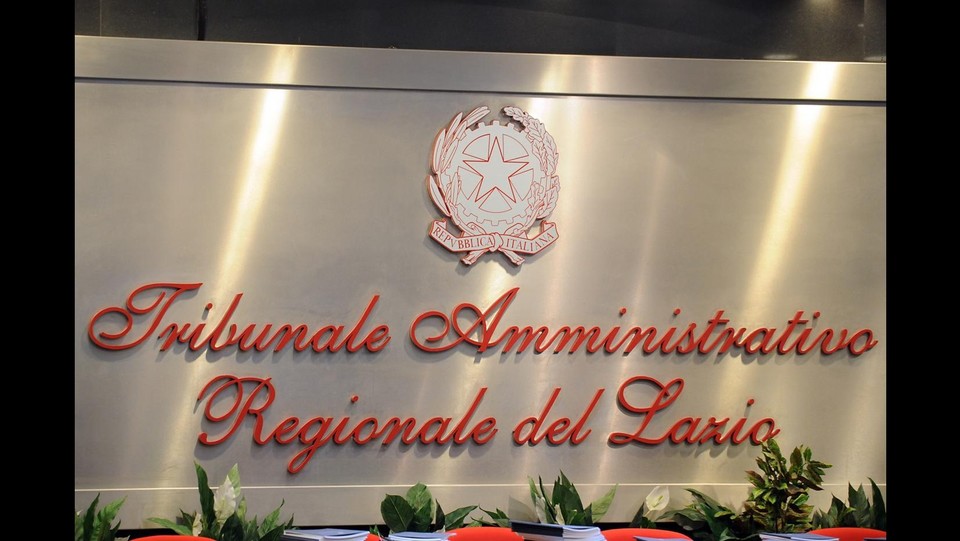 REPVBBLICA ITALIANA
Tribunale Amministrativo
Regionale del Lazio